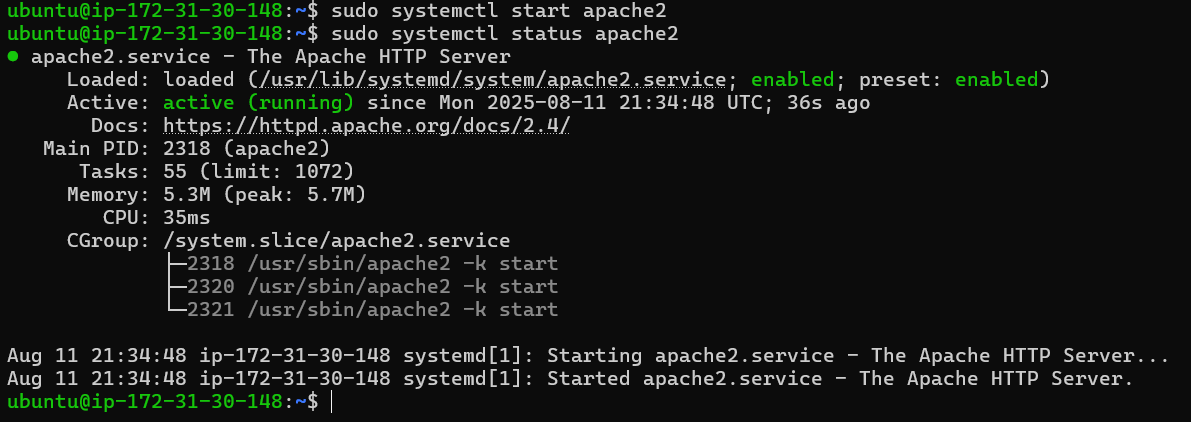 ubuntu@ip-172-31-30-148:~$ sudo systemctl start apache2
ubuntu@ip-172-31-30-148:~$ sudo systemctl status apache2
● apache2.service - The Apache HTTP Server
     Loaded: loaded (/usr/lib/systemd/system/apache2.service; enabled; preset: enabled)
     Active: active (running) since Mon 2025-08-11 21:34:48 UTC; 36s ago
       Docs: https://httpd.apache.org/docs/2.4/
   Main PID: 2318 (apache2)
      Tasks: 55 (limit: 1072)
     Memory: 5.3M (peak: 5.7M)
        CPU: 35ms
     CGroup: /system.slice/apache2.service
             ├─2318 /usr/sbin/apache2 -k start
             ├─2320 /usr/sbin/apache2 -k start
             └─2321 /usr/sbin/apache2 -k start

Aug 11 21:34:48 ip-172-31-30-148 systemd[1]: Starting apache2.service - The Apache HTTP Server...
Aug 11 21:34:48 ip-172-31-30-148 systemd[1]: Started apache2.service - The Apache HTTP Server.
ubuntu@ip-172-31-30-148:~$